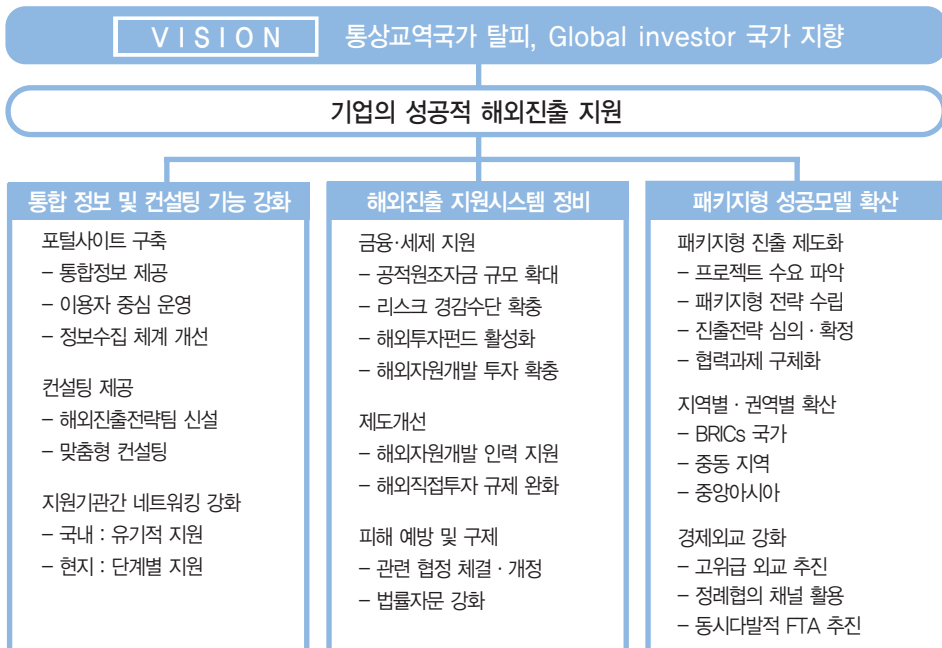 VISION 통상교역국가 탈피, Global investor 국가 지향
기업의 성공적 해외진출 지원
통합 정보 및 컨설팅 기능 강화
포털사이트 구축
– 통합정보 제공
– 이용자 중심 운영
– 정보수집 체계 개선
컨설팅 제공
– 해외진출전략팀 신설
– 맞춤형 컨설팅
지원기관간 네트워킹 강화
– 국내 : 유기적 지원
– 현지 : 단계별 지원
해외진출 지원시스템 정비
금융·세제 지원
– 공적원조자금 규모 확대
– 리스크 경감수단 확충
– 해외투자펀드 활성화
– 해외자원개발 투자 확충
제도개선
– 해외자원개발 인력 지원
– 해외직접투자 규제 완화
피해 예방 및 구제
– 관련 협정 체결 · 개정
– 법률자문 강화
패키지형 성공모델 확산
패키지형 진출 제도화
– 프로젝트 수요 파악
– 패키지형 전략 수립
– 진출전략 심의 · 확정
– 협력과제 구체화
지역별 · 권역별 확산
– BRICs 국가
– 중동 지역
– 중앙아시아
경제외교 강화
– 고위급 외교 추진
– 정례협의 채널 활용
– 동시다발적 FTA 추진